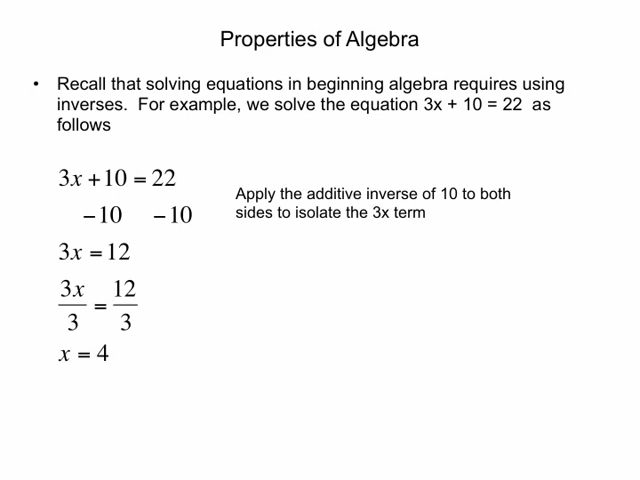 Properties of Algebra
• Recall that solving equations in beginning algebra requires using
inverses.  For example, we solve the equation 3x + 10 = 22  as
follows
3x + 10 = 22
Apply the additive inverse of 10 to both
sides to isolate the 3x term
−10   −10
3x = 12
3x/3 = 12/3
x = 4